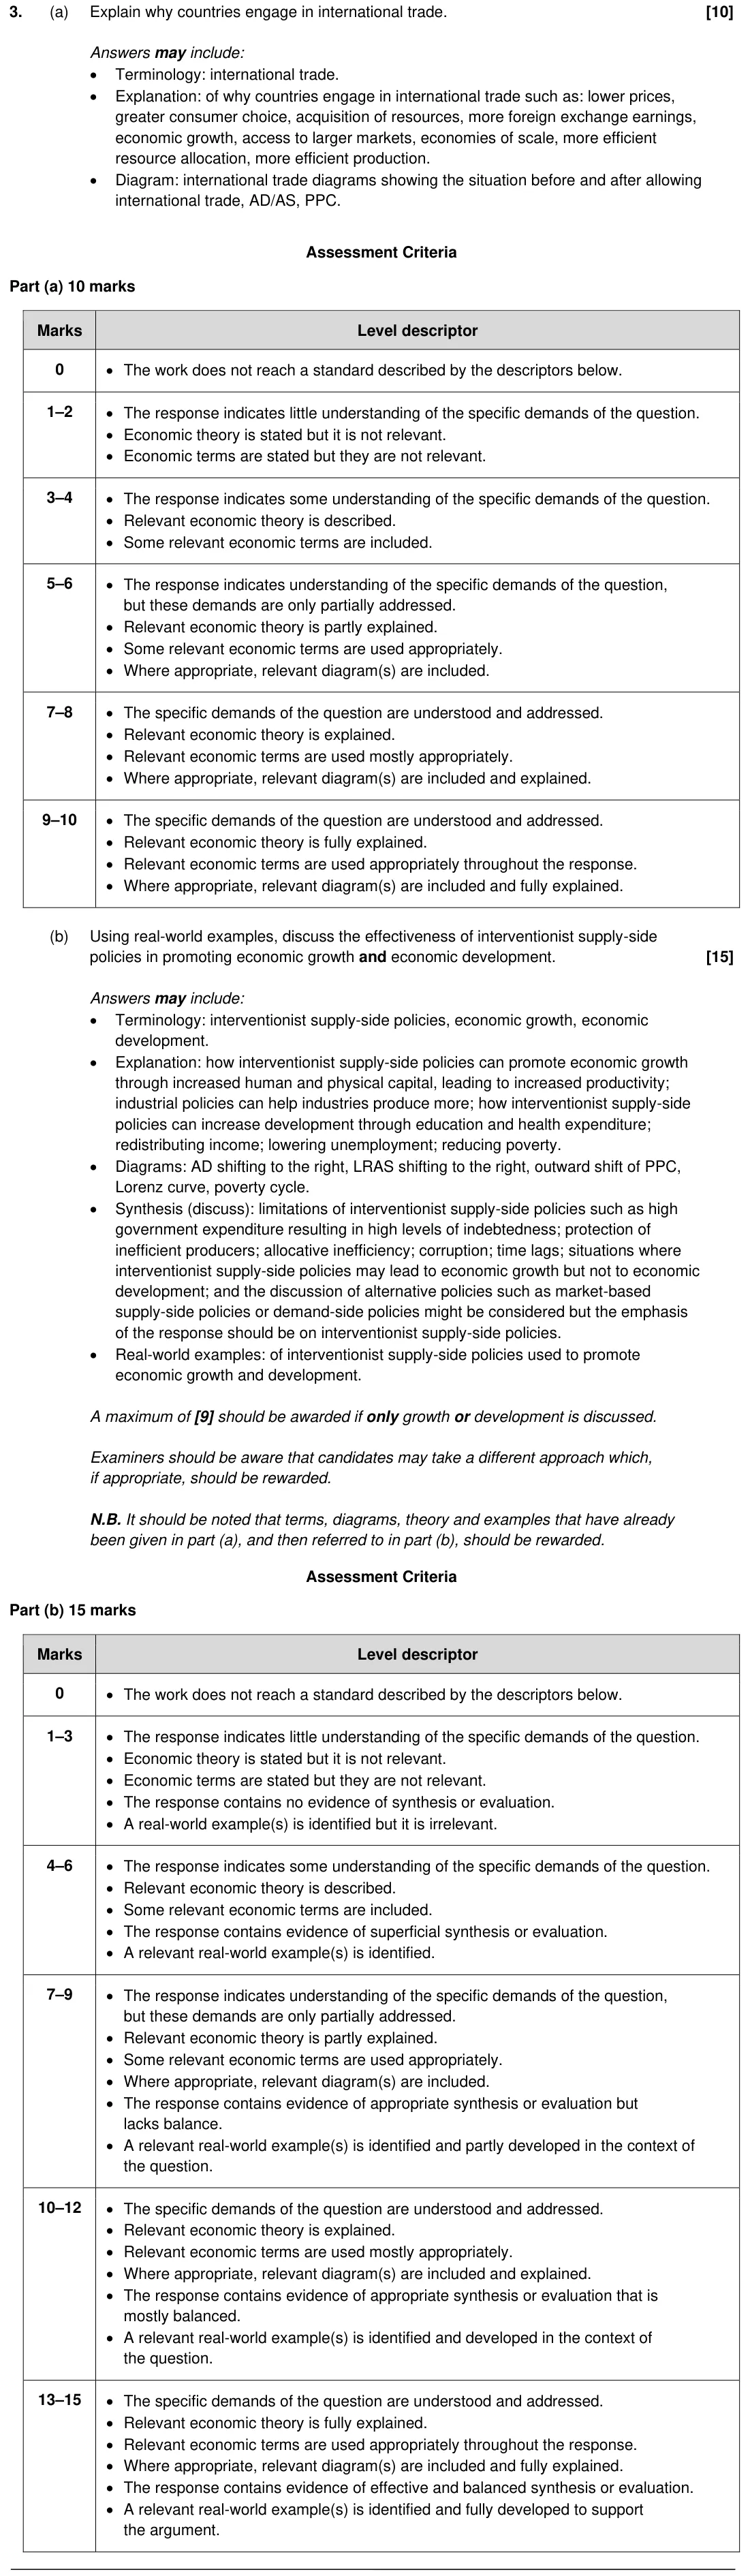 3. (a) Explain why countries engage in international trade. [10]
Answers may include:
• Terminology: international trade.
• Explanation: of why countries engage in international trade such as: lower prices,
greater consumer choice, acquisition of resources, more foreign exchange earnings,
economic growth, access to larger markets, economies of scale, more efficient
resource allocation, more efficient production.
• Diagram: international trade diagrams showing the situation before and after allowing
international trade, AD/AS, PPC.
Assessment Criteria
Part (a) 10 marks
Marks Level descriptor
0 • The work does not reach a standard described by the descriptors below.
1–2 • The response indicates little understanding of the specific demands of the question.
• Economic theory is stated but it is not relevant.
• Economic terms are stated but they are not relevant.
3–4 • The response indicates some understanding of the specific demands of the question.
• Relevant economic theory is described.
• Some relevant economic terms are included.
5–6 • The response indicates understanding of the specific demands of the question,
but these demands are only partially addressed.
• Relevant economic theory is partly explained.
• Some relevant economic terms are used appropriately.
• Where appropriate, relevant diagram(s) are included.
7–8 • The specific demands of the question are understood and addressed.
• Relevant economic theory is explained.
• Relevant economic terms are used mostly appropriately.
• Where appropriate, relevant diagram(s) are included and explained.
9–10 • The specific demands of the question are understood and addressed.
• Relevant economic theory is fully explained.
• Relevant economic terms are used appropriately throughout the response.
• Where appropriate, relevant diagram(s) are included and fully explained.
(b) Using real-world examples, discuss the effectiveness of interventionist supply-side
policies in promoting economic growth and economic development. [15]
Answers may include:
• Terminology: interventionist supply-side policies, economic growth, economic
development.
• Explanation: how interventionist supply-side policies can promote economic growth
through increased human and physical capital, leading to increased productivity;
industrial policies can help industries produce more; how interventionist supply-side
policies can increase development through education and health expenditure;
redistributing income; lowering unemployment; reducing poverty.
• Diagrams: AD shifting to the right, LRAS shifting to the right, outward shift of PPC,
Lorenz curve, poverty cycle.
• Synthesis (discuss): limitations of interventionist supply-side policies such as high
government expenditure resulting in high levels of indebtedness; protection of
inefficient producers; allocative inefficiency; corruption; time lags; situations where
interventionist supply-side policies may lead to economic growth but not to economic
development; and the discussion of alternative policies such as market-based
supply-side policies or demand-side policies might be considered but the emphasis
of the response should be on interventionist supply-side policies.
• Real-world examples: of interventionist supply-side policies used to promote
economic growth and development.
A maximum of [9] should be awarded if only growth or development is discussed.
Examiners should be aware that candidates may take a different approach which,
if appropriate, should be rewarded.
N.B. It should be noted that terms, diagrams, theory and examples that have already
been given in part (a), and then referred to in part (b), should be rewarded.
Assessment Criteria
Part (b) 15 marks
Marks Level descriptor
0 • The work does not reach a standard described by the descriptors below.
1–3 • The response indicates little understanding of the specific demands of the question.
• Economic theory is stated but it is not relevant.
• Economic terms are stated but they are not relevant.
• The response contains no evidence of synthesis or evaluation.
• A real-world example(s) is identified but it is irrelevant.
4–6 • The response indicates some understanding of the specific demands of the question.
• Relevant economic theory is described.
• Some relevant economic terms are included.
• The response contains evidence of superficial synthesis or evaluation.
• A relevant real-world example(s) is identified.
7–9 • The response indicates understanding of the specific demands of the question,
but these demands are only partially addressed.
• Relevant economic theory is partly explained.
• Some relevant economic terms are used appropriately.
• Where appropriate, relevant diagram(s) are included.
• The response contains evidence of appropriate synthesis or evaluation but
lacks balance.
• A relevant real-world example(s) is identified and partly developed in the context of
the question.
10–12 • The specific demands of the question are understood and addressed.
• Relevant economic theory is explained.
• Relevant economic terms are used mostly appropriately.
• Where appropriate, relevant diagram(s) are included and explained.
• The response contains evidence of appropriate synthesis or evaluation that is
mostly balanced.
• A relevant real-world example(s) is identified and developed in the context of
the question.
13–15 • The specific demands of the question are understood and addressed.
• Relevant economic theory is fully explained.
• Relevant economic terms are used appropriately throughout the response.
• Where appropriate, relevant diagram(s) are included and fully explained.
• The response contains evidence of effective and balanced synthesis or evaluation.
• A relevant real-world example(s) is identified and fully developed to support
the argument.